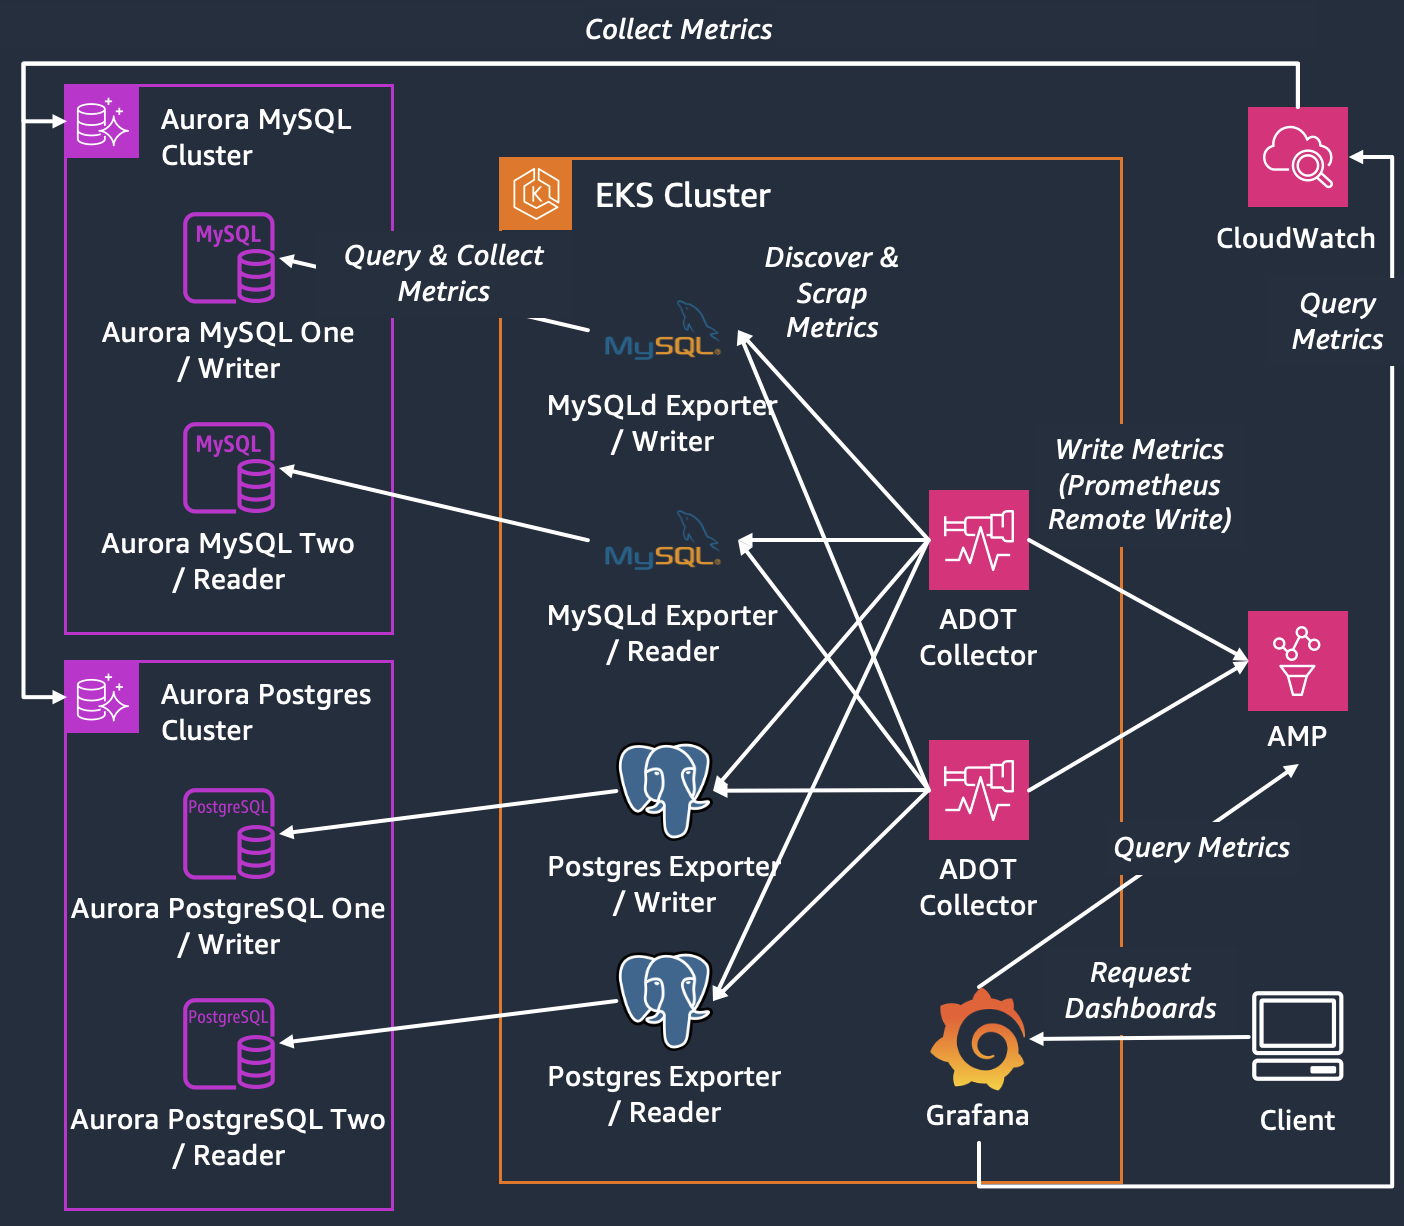 Collect Metrics
Aurora MySQL
Cluster
MySQL
Aurora MySQL One
/ Writer
MySQL
Aurora MySQL Two
/ Reader
Aurora Postgres
Cluster
PostgreSQL
Aurora PostgreSQL One
/ Writer
PostgreSQL
Aurora PostgreSQL Two
/ Reader
Query & Collect
Metrics
K
EKS Cluster
Discover &
Scrap
Metrics
MySQL®
MySQLd Exporter
/ Writer
MySQL®
MySQLd Exporter
/ Reader
Postgres Exporter
/ Writer
Postgres Exporter
/ Reader
ADOT
Collector
ADOT
Collector
Grafana
Write Metrics
(Prometheus
Remote Write)
Query Metrics
Request
Dashboards
CloudWatch
Query
Metrics
AMP
Client